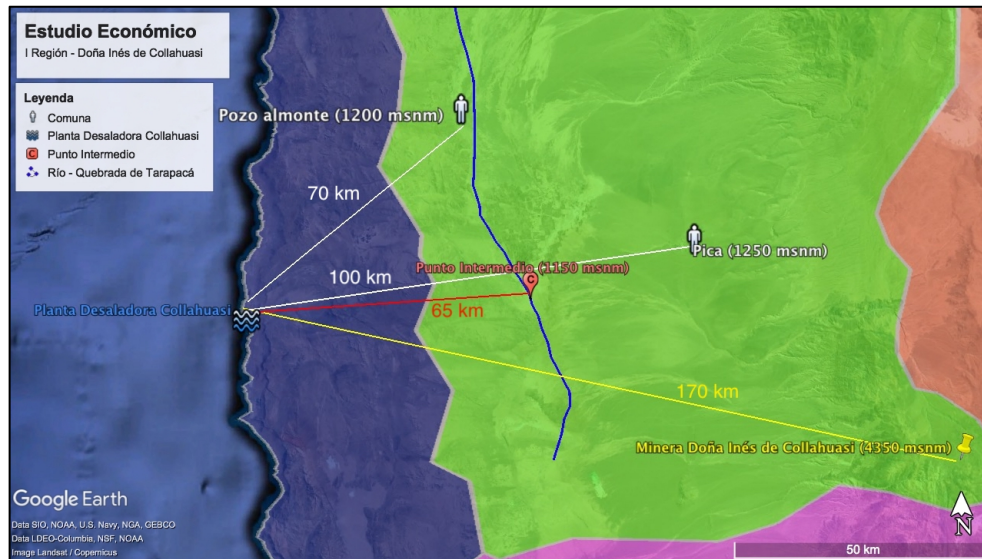 Estudio Económico
I Región - Doña Inés de Collahuasi
Leyenda
Comuna
Planta Desaladora Collahuasi
C Punto Intermedio
Río - Quebrada de Tarapacá
Pozo almonte (1200 msnm)
70 km
Pica (1250 msnm)
Punto Intermedio (1150 msnm)
C
100 km
Planta Desaladora Collahuasi
65 km
170 km
Minera Doña Inés de Collahuasi (4350 msnm)
Google Earth
Data SIO, NOAA, U.S. Navy, NGA, GEBCO
Data LDEO-Columbia, NSF, NOAA
Image Landsat / Copernicus
N
50 km